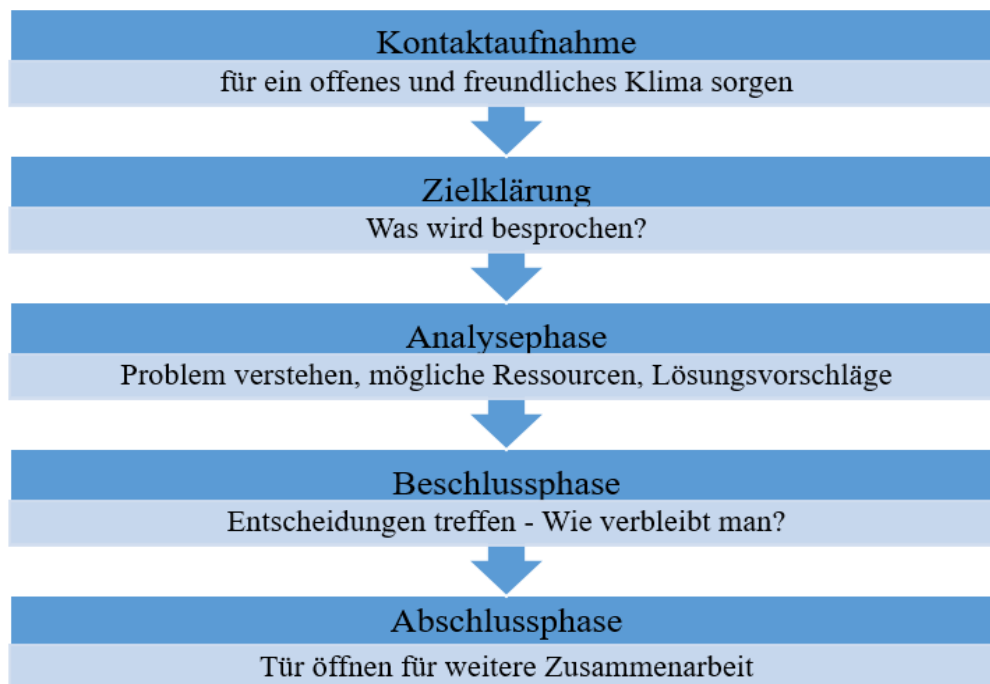 Kontaktaufnahme
für ein offenes und freundliches Klima sorgen
Zielklärung
Was wird besprochen?
Analysephase
Problem verstehen, mögliche Ressourcen, Lösungsvorschläge
Beschlussphase
Entscheidungen treffen - Wie verbleibt man?
Abschlussphase
Tür öffnen für weitere Zusammenarbeit